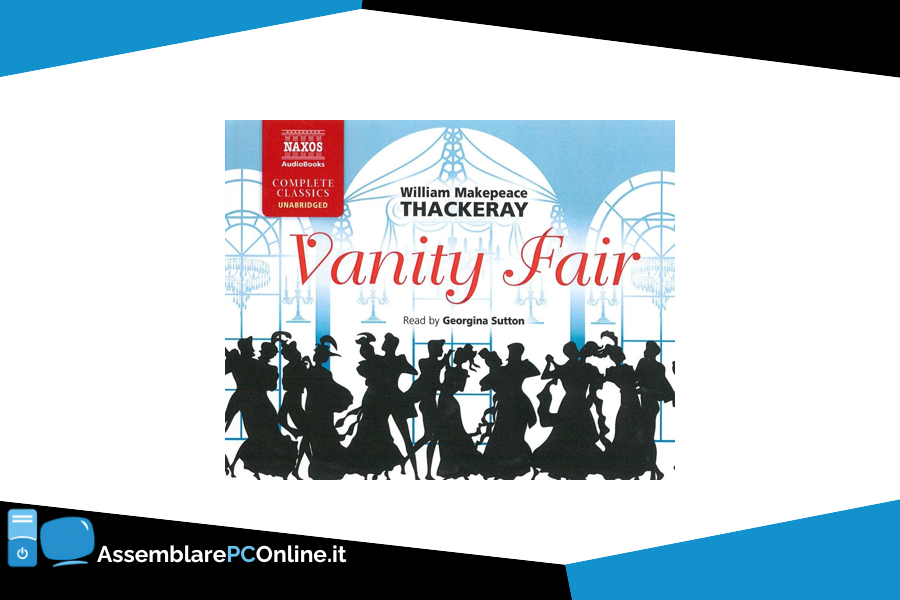 NAXOS
AudioBooks
COMPLETE
CLASSICS
UNABRIDGED
William Makepeace
THACKERAY
Vanity Fair
Read by Georgina Sutton
AssemblarePCOnline.it